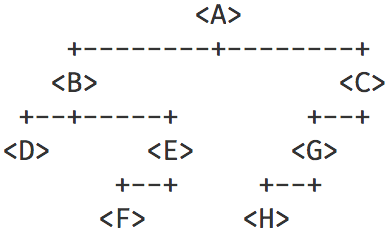 <A>
     +---------+---------+
    <B>                 <C>
  +--+------+         +--+
 <D>       <E>       <G>
         +--+      +--+
        <F>       <H>